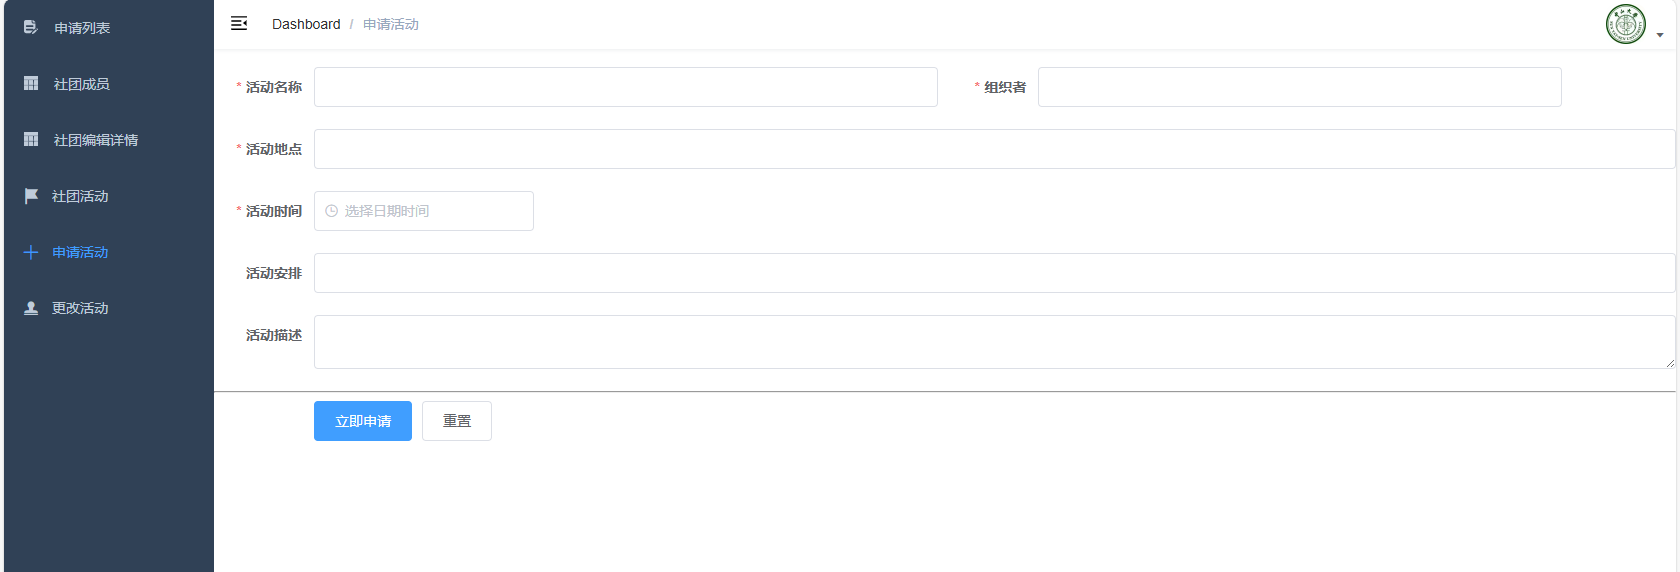 申请列表
社团成员
社团编辑详情
社团活动
申请活动
更改活动
Dashboard / 申请活动
* 活动名称
* 组织者
* 活动地点
* 活动时间 选择日期时间
活动安排
活动描述
立即申请 重置